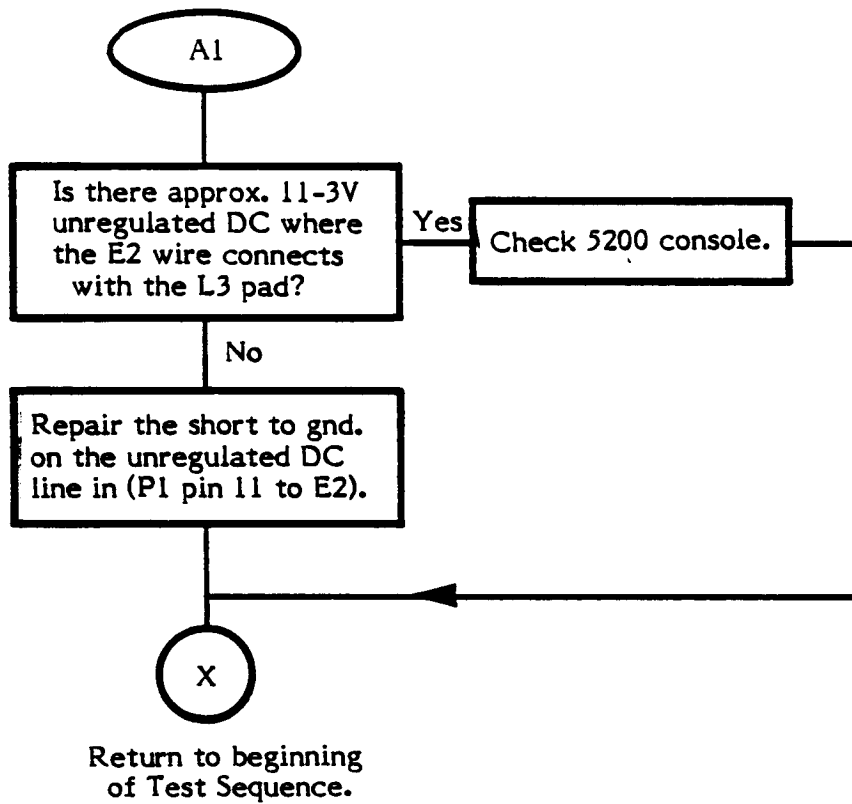 A1
Is there approx. 11-3V
unregulated DC where
the E2 wire connects
with the L3 pad?
Yes
Check 5200 console.
No
Repair the short to gnd.
on the unregulated DC
line in (P1 pin 11 to E2).
X
Return to beginning
of Test Sequence.